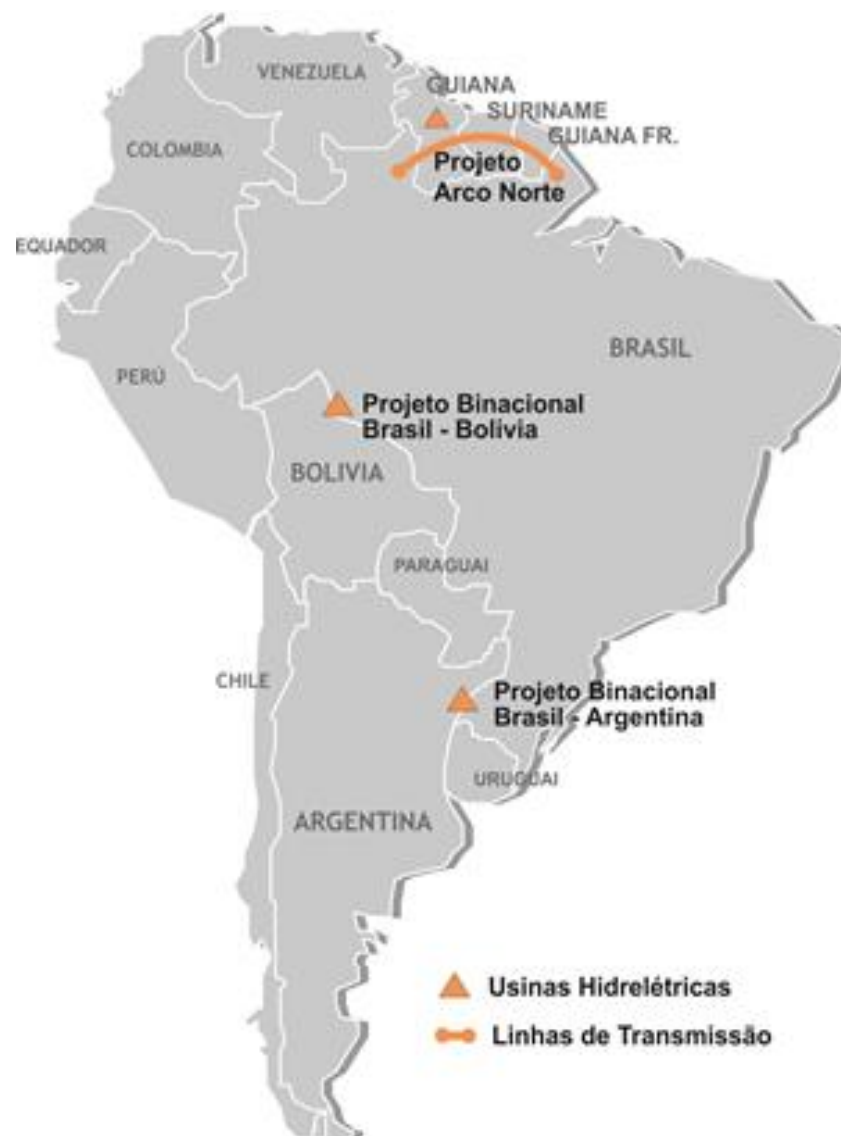 VENEZUELA
GUIANA
SURINAME
GUIANA FR.
COLOMBIA
Projeto
Arco Norte
EQUADOR
BRASIL
PERÚ
Projeto Binacional
Brasil - Bolivia
BOLIVIA
PARAGUAI
CHILE
Projeto Binacional
Brasil - Argentina
URUGUAI
ARGENTINA
Usinas Hidrelétricas
Linhas de Transmissão